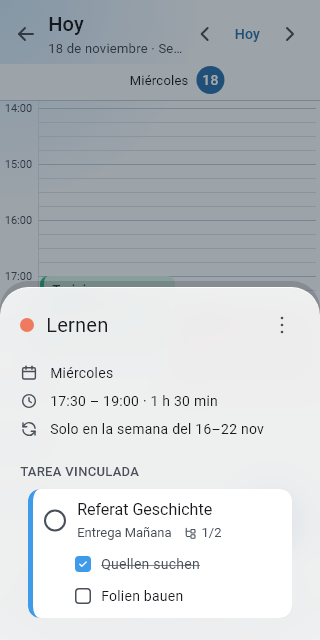 Hoy
18 de noviembre · Se…
Hoy
Miércoles 18
14:00
15:00
16:00
17:00
Lernen
Miércoles
17:30 – 19:00 · 1 h 30 min
Solo en la semana del 16–22 nov
TAREA VINCULADA
Referat Geschichte
Entrega Mañana 1/2
Quellen suchen
Folien bauen